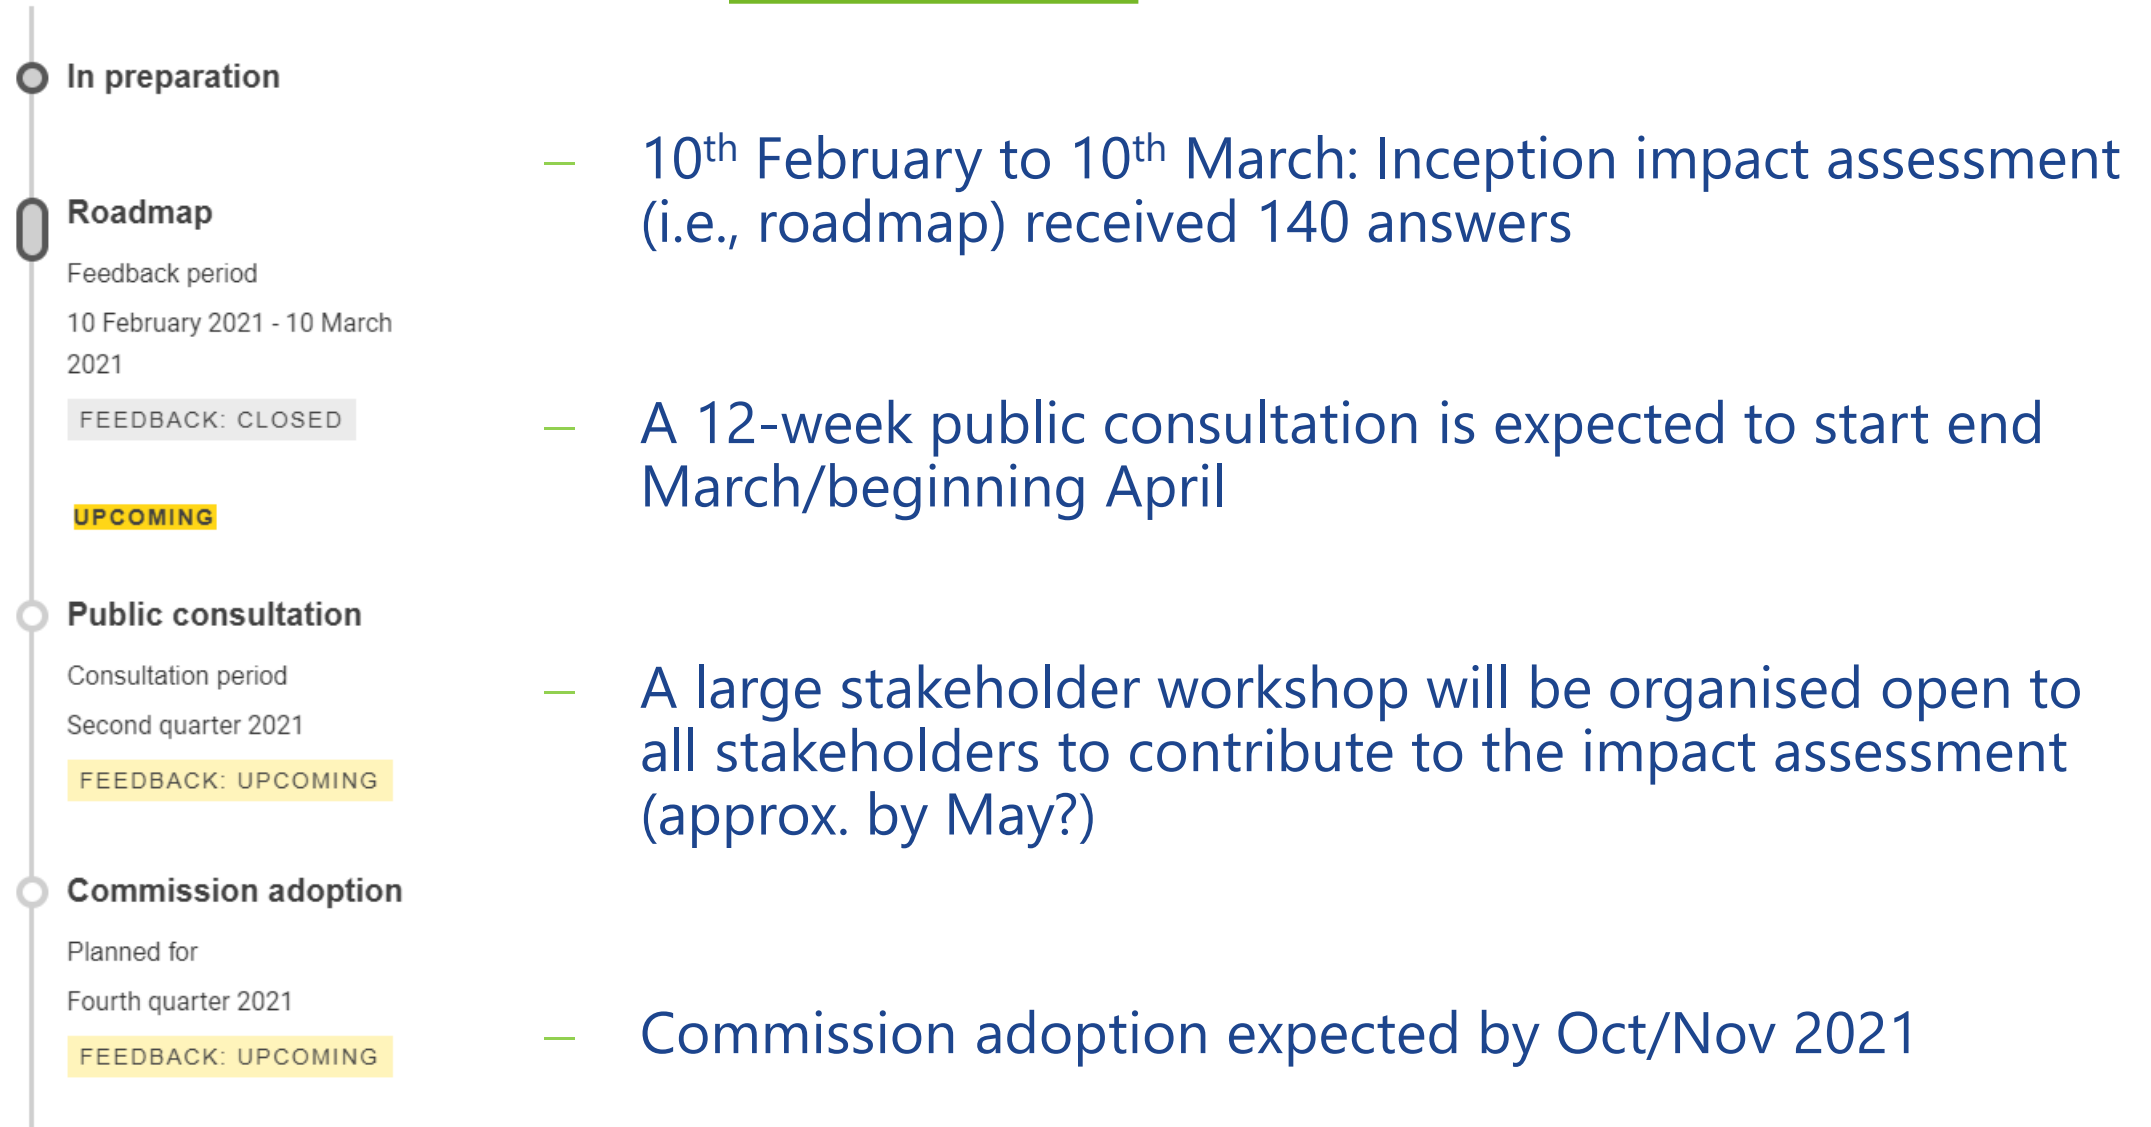 In preparation
Roadmap
Feedback period
10 February 2021 - 10 March
2021
FEEDBACK: CLOSED
UPCOMING
Public consultation
Consultation period
Second quarter 2021
FEEDBACK: UPCOMING
Commission adoption
Planned for
Fourth quarter 2021
FEEDBACK: UPCOMING
– 10th February to 10th March: Inception impact assessment
(i.e., roadmap) received 140 answers
– A 12-week public consultation is expected to start end
March/beginning April
– A large stakeholder workshop will be organised open to
all stakeholders to contribute to the impact assessment
(approx. by May?)
– Commission adoption expected by Oct/Nov 2021